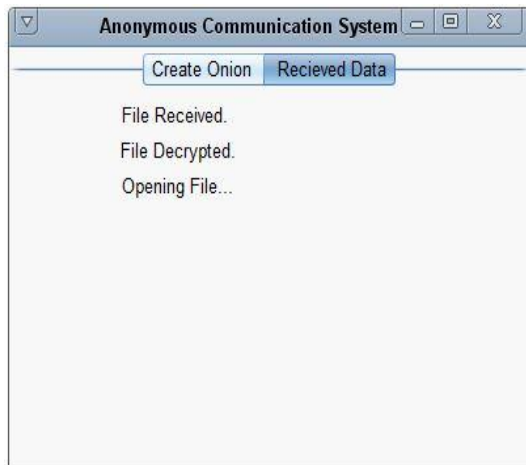 Anonymous Communication System
Create Onion Recieved Data
File Received.
File Decrypted.
Opening File...